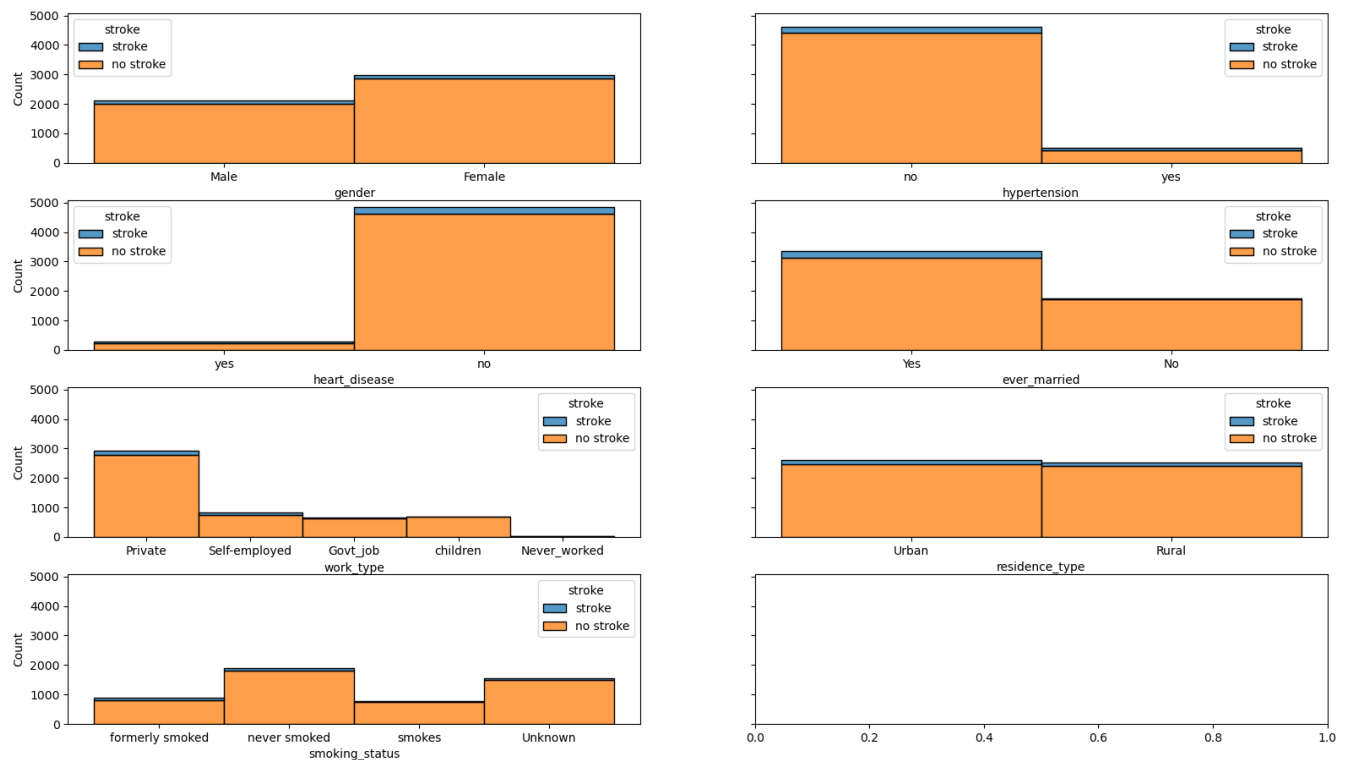 5000
4000
3000
2000
1000
0
Count
stroke
stroke
no stroke
Male Female
gender
stroke
stroke
no stroke
no yes
hypertension
5000
4000
3000
2000
1000
0
Count
stroke
stroke
no stroke
yes no
heart_disease
stroke
stroke
no stroke
Yes No
ever_married
5000
4000
3000
2000
1000
0
Count
stroke
stroke
no stroke
Private Self-employed Govt_job children Never_worked
work_type
stroke
stroke
no stroke
Urban Rural
residence_type
5000
4000
3000
2000
1000
0
Count
stroke
stroke
no stroke
formerly smoked never smoked smokes Unknown
smoking_status
0.0 0.2 0.4 0.6 0.8 1.0